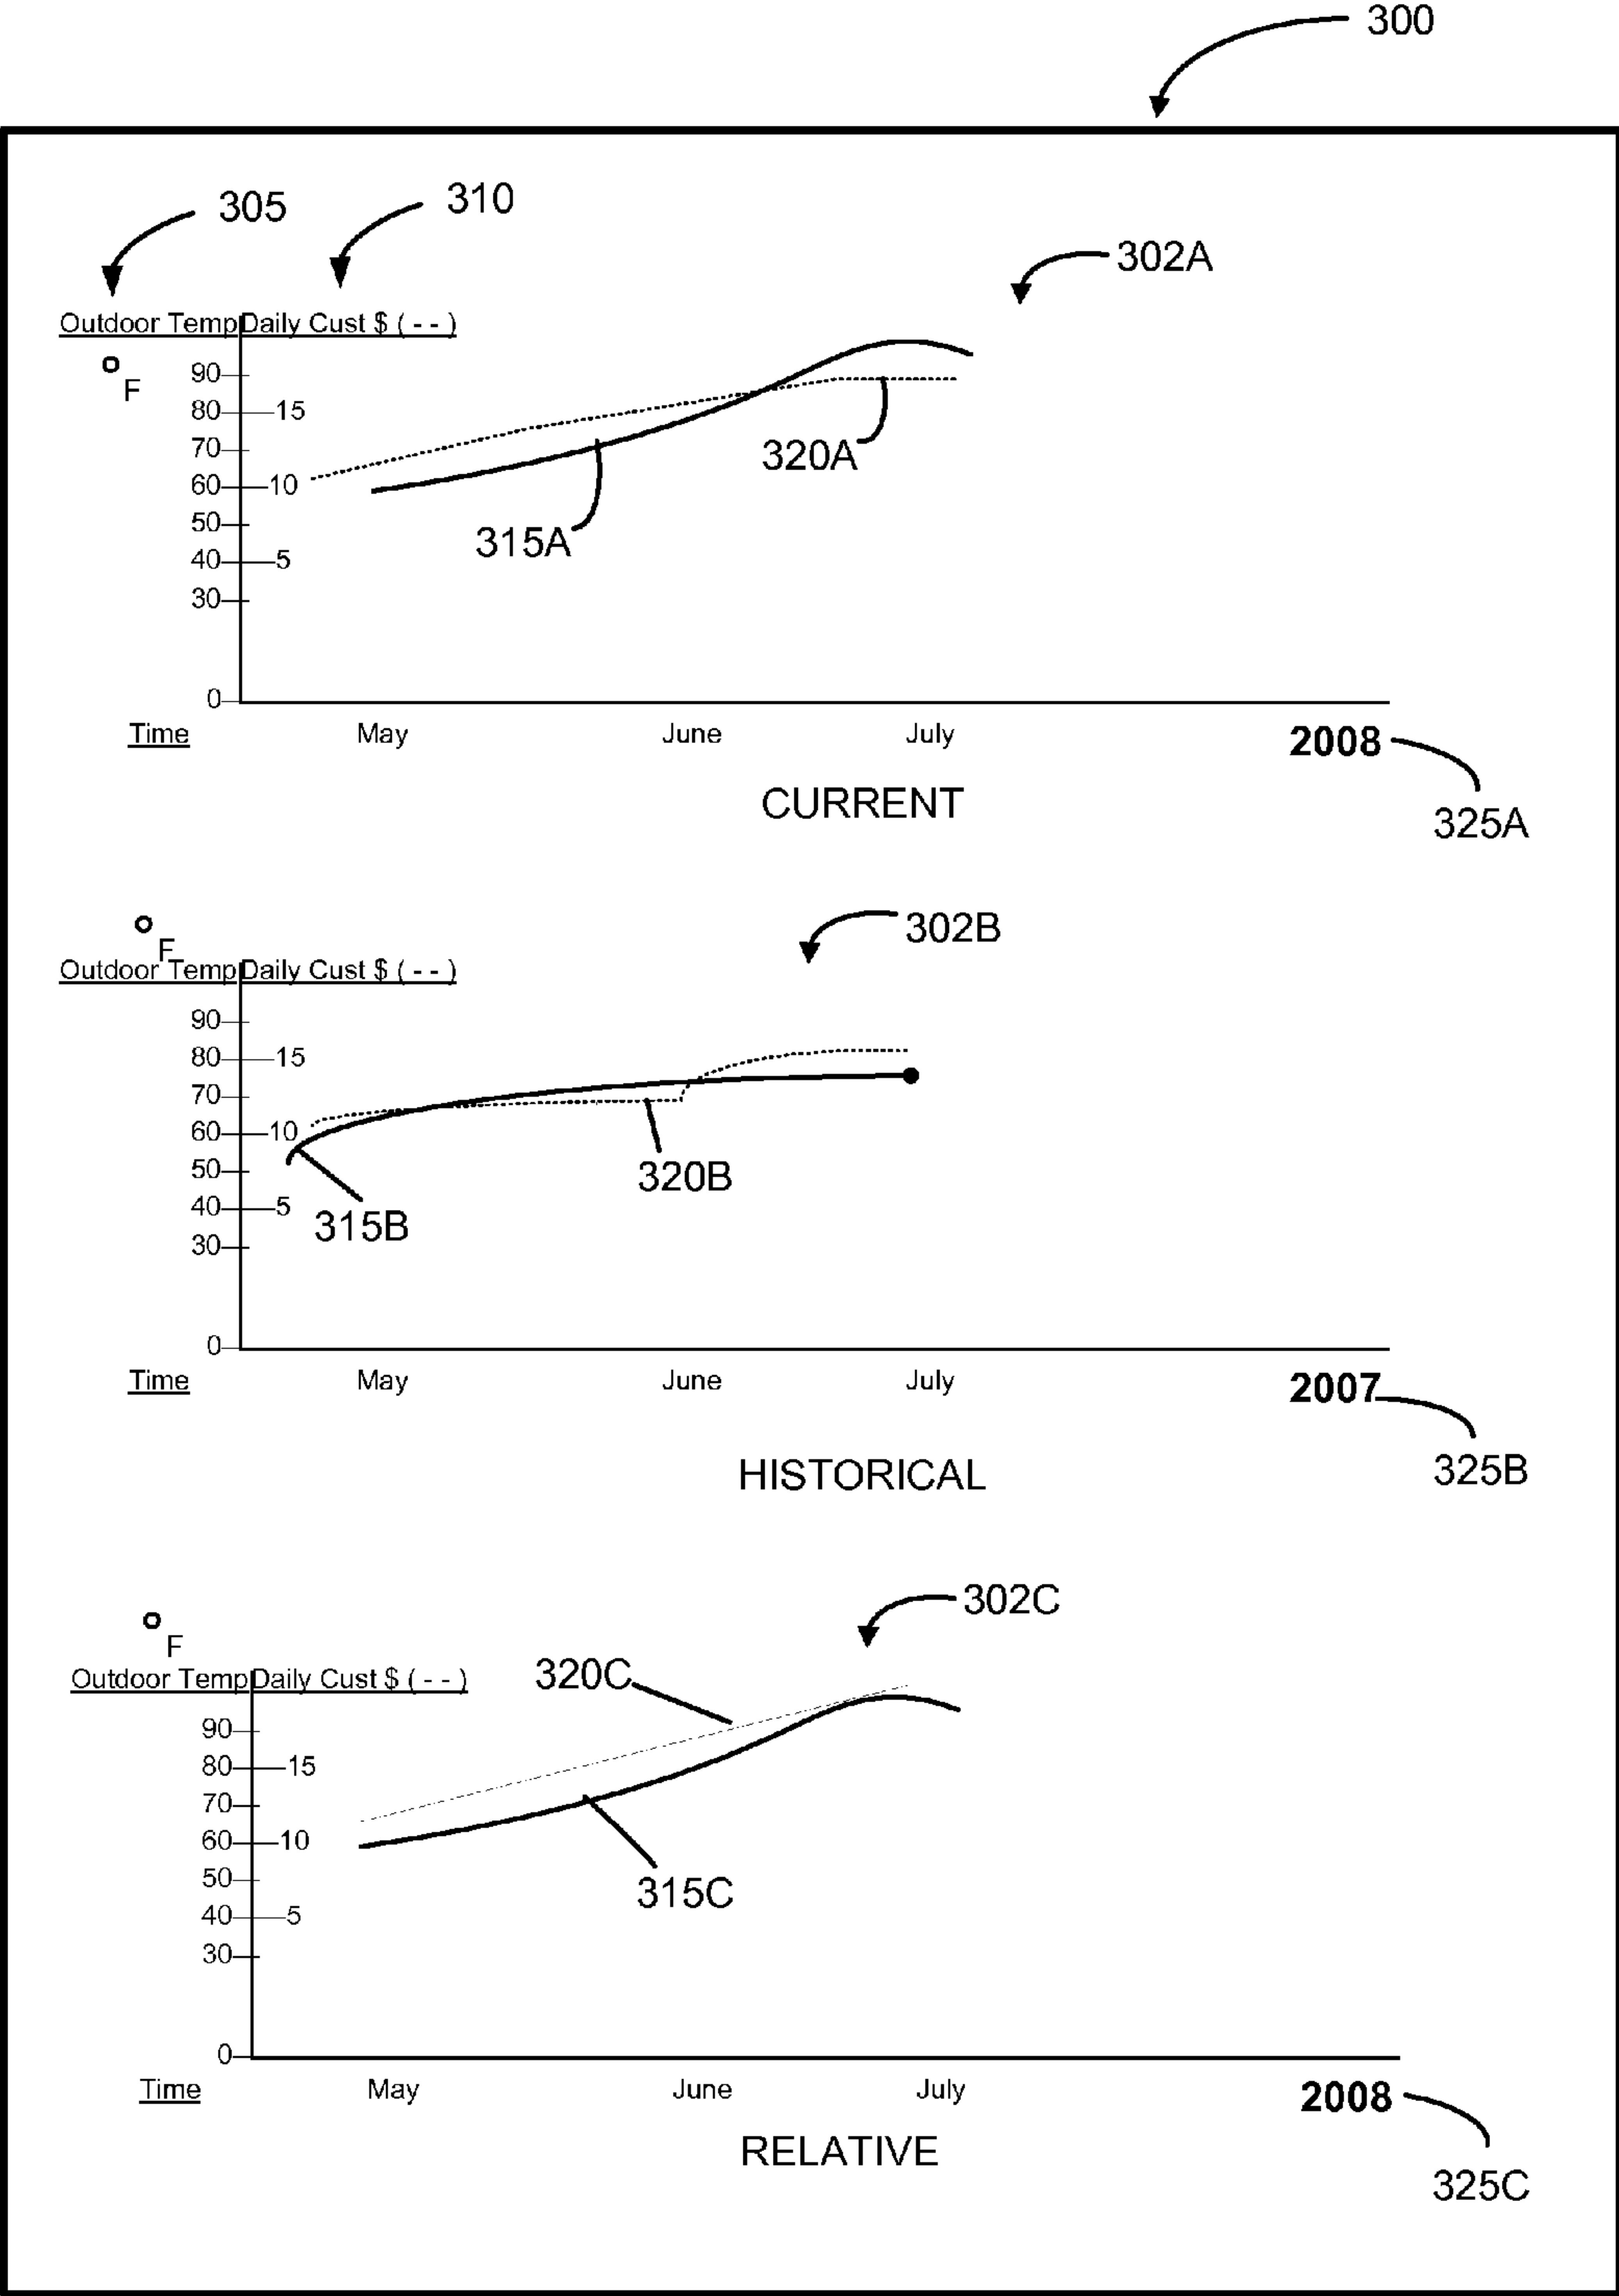 300
305
310
302A
Outdoor Temp Daily Cust $ ( - - )
° F
90
80 15
70
60 10
50
40 5
30
0
320A
315A
Time May June July 2008
CURRENT
325A
° F
302B
Outdoor Temp Daily Cust $ ( - - )
90
80 15
70
60 10
50
40 5
30
0
320B
315B
Time May June July 2007
HISTORICAL
325B
° F
302C
Outdoor Temp Daily Cust $ ( - - )
320C
90
80 15
70
60 10
50
40 5
30
0
315C
Time May June July 2008
RELATIVE
325C